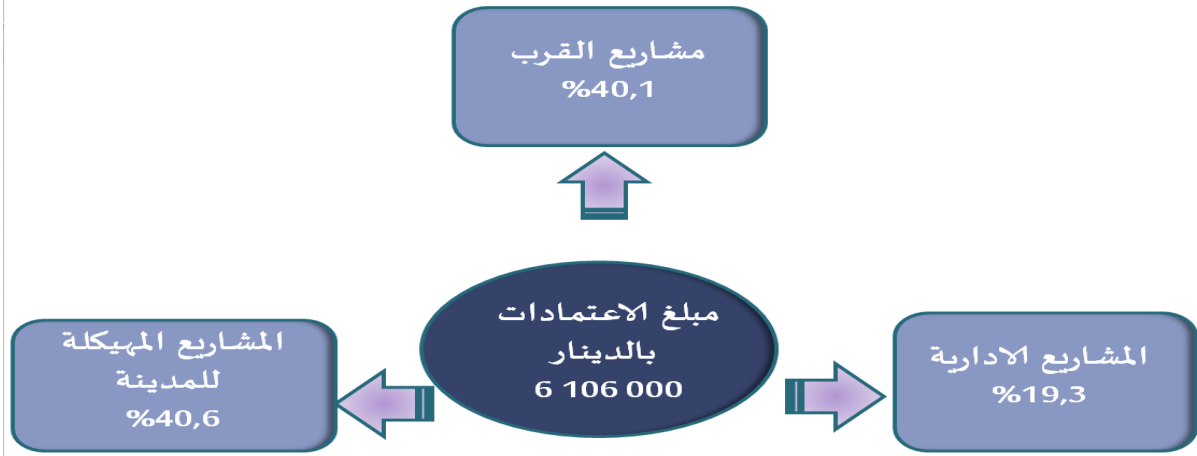 مشاريع القرب
%40,1
مبلغ الاعتمادات
بالدينار
6 106 000
المشاريع الادارية
%19,3
المشاريع المهيكلة
للمدينة
%40,6